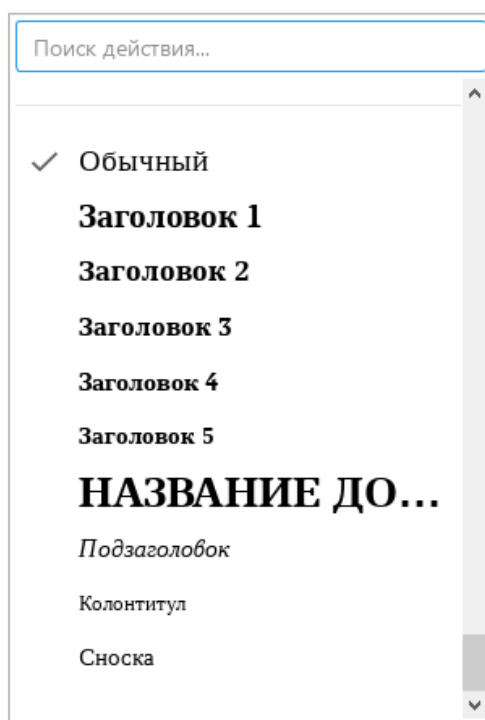 Поиск действия...
Обычный
Заголовок 1
Заголовок 2
Заголовок 3
Заголовок 4
Заголовок 5
НАЗВАНИЕ ДО...
Подзаголовок
Колонтитул
Сноска